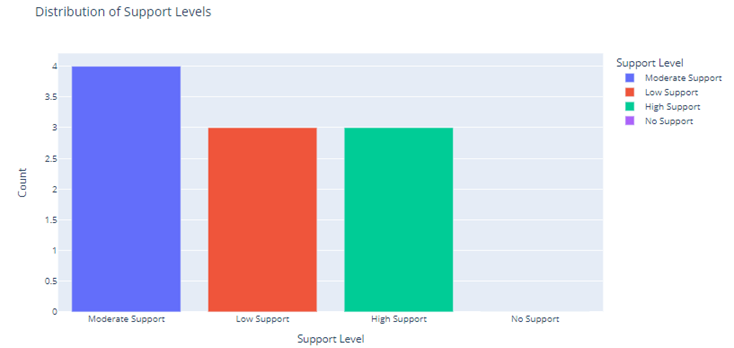 Distribution of Support Levels
Support Level
Moderate Support
Low Support
High Support
No Support
4
3.5
3
2.5
2
1.5
1
0.5
0
Count
Moderate Support Low Support High Support No Support
Support Level